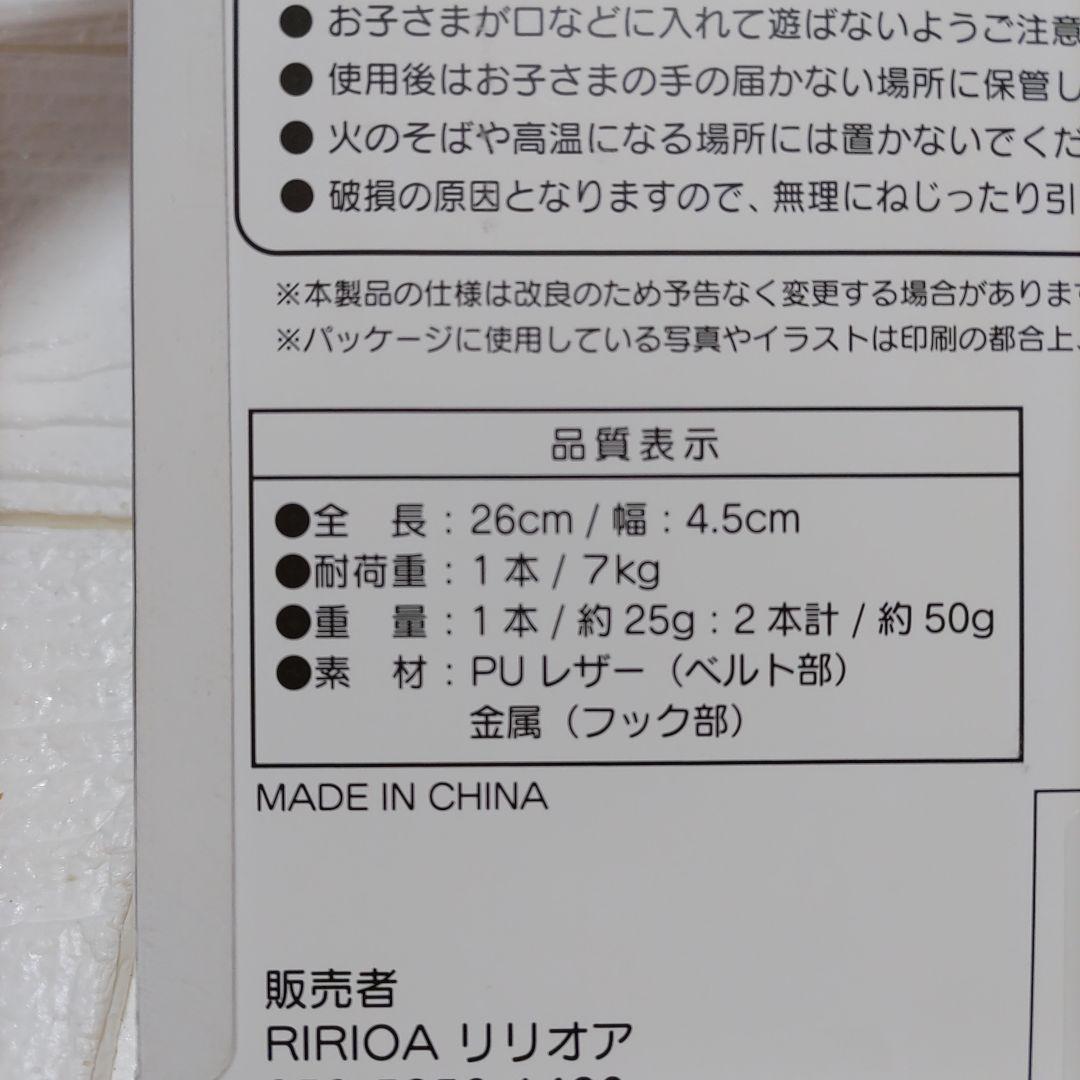 ● お子さまが口などに入れて遊ばないようご注意
● 使用後はお子さまの手の届かない場所に保管し
● 火のそばや高温になる場所には置かないでくだ
● 破損の原因となりますので、無理にねじったり引
※本製品の仕様は改良のため予告なく変更する場合があります
※パッケージに使用している写真やイラストは印刷の都合上、
品質表示
●全　長：26cm / 幅：4.5cm
●耐荷重：1本 / 7kg
●重　量：1本 / 約25g：2本計 / 約50g
●素　材：PUレザー（ベルト部）
金属（フック部）
MADE IN CHINA
販売者
RIRIOA リリオア